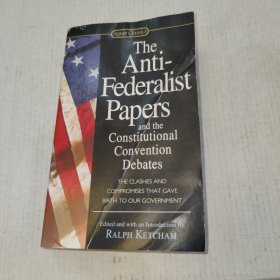 Signet Classics
The
Anti-
Federalist
Papers
and the
Constitutional
Convention
Debates
THE CLASHES AND
COMPROMISES THAT GAVE
BIRTH TO OUR GOVERNMENT
Edited and with an Introduction by
RALPH KETCHAM